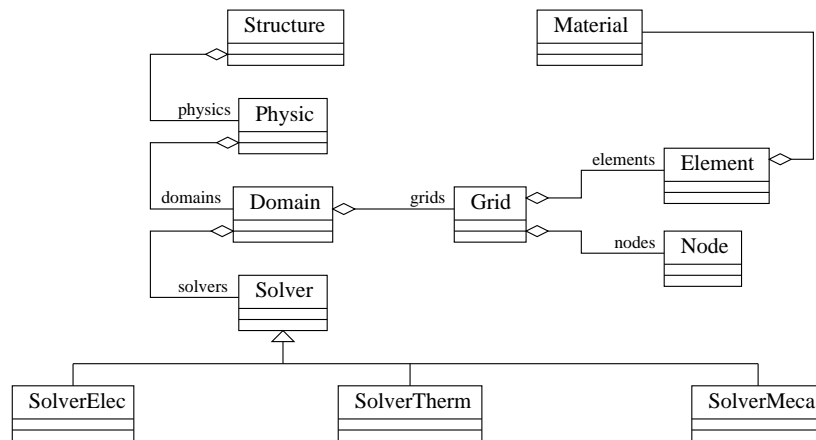 Structure
Material
physics
Physic
elements
Element
domains
Domain
grids
Grid
nodes
Node
solvers
Solver
SolverElec
SolverTherm
SolverMeca